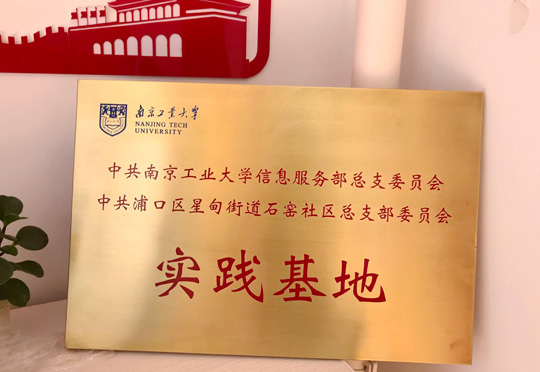 南京工业大学
NANJING TECH
UNIVERSITY
中共南京工业大学信息服务部总支委员会
中共浦口区星甸街道石窑社区总支部委员会
实践基地